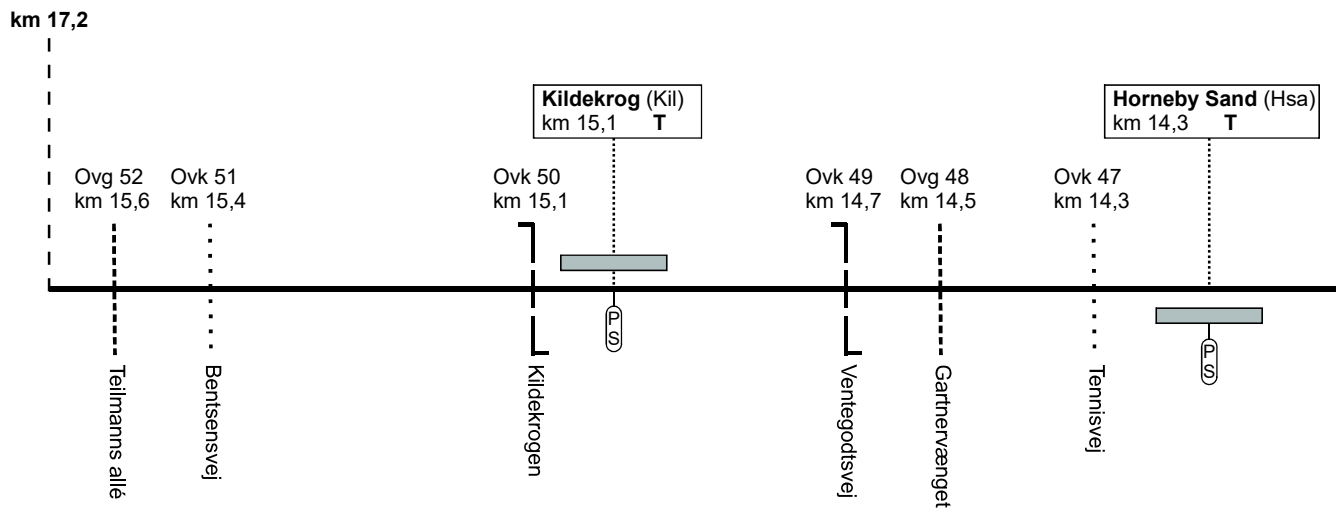 km 17,2
Kildekrog (Kil)
km 15,1 T
Horneby Sand (Hsa)
km 14,3 T
Ovg 52
km 15,6
Ovk 51
km 15,4
Ovk 50
km 15,1
Ovk 49
km 14,7
Ovg 48
km 14,5
Ovk 47
km 14,3
P
S
P
S
Teilmanns allé
Bentsensvej
Kildekrogen
Ventegodtsvej
Gartnervænget
Tennisvej